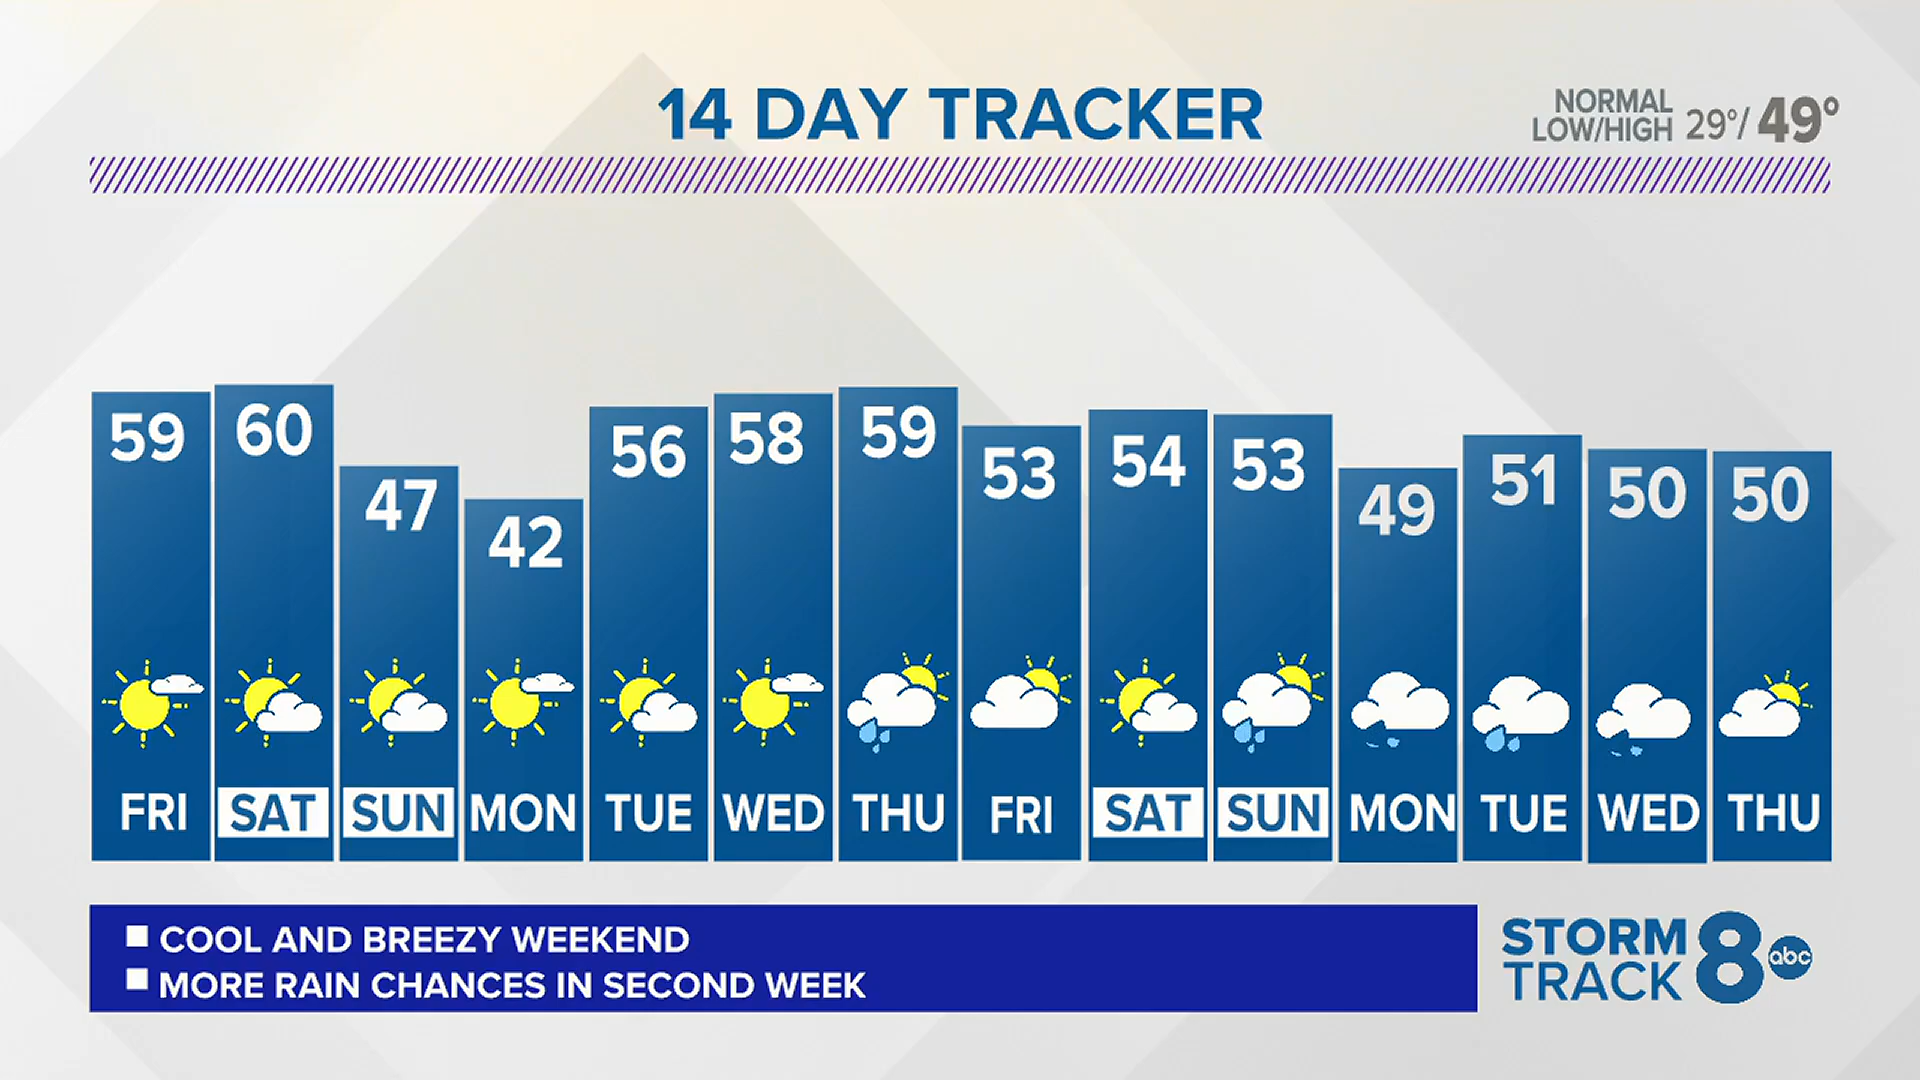 14 DAY TRACKER
NORMAL
LOW/HIGH 29°/ 49°
59 60 47 42 56 58 59 53 54 53 49 51 50 50
FRI SAT SUN MON TUE WED THU FRI SAT SUN MON TUE WED THU
COOL AND BREEZY WEEKEND
MORE RAIN CHANCES IN SECOND WEEK
STORM
TRACK 8 abc